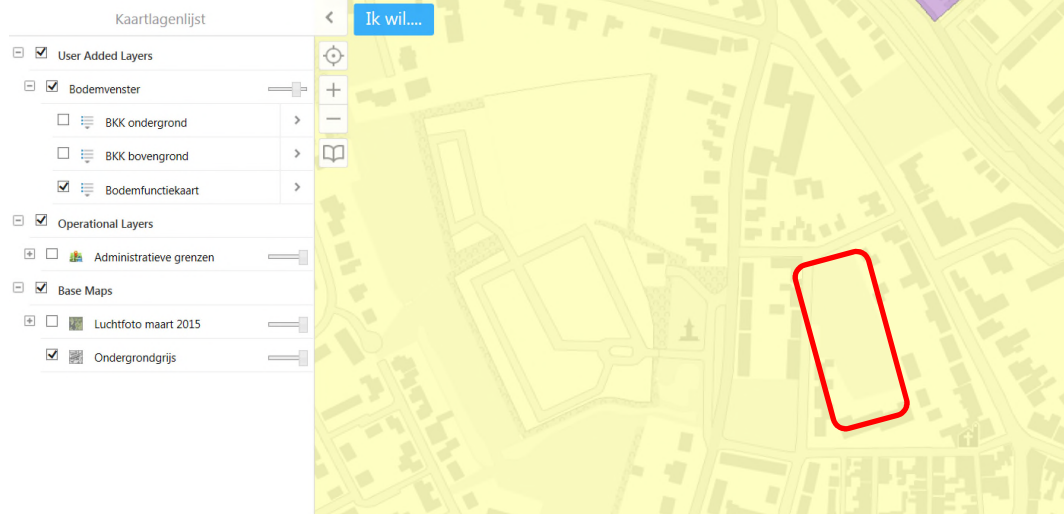 Kaartlagenlijst
Ik wil....
User Added Layers
Bodemvenster
BKK ondergrond
BKK bovengrond
Bodemfunctiekaart
Operational Layers
Administratieve grenzen
Base Maps
Luchtfoto maart 2015
Ondergrondgrijs